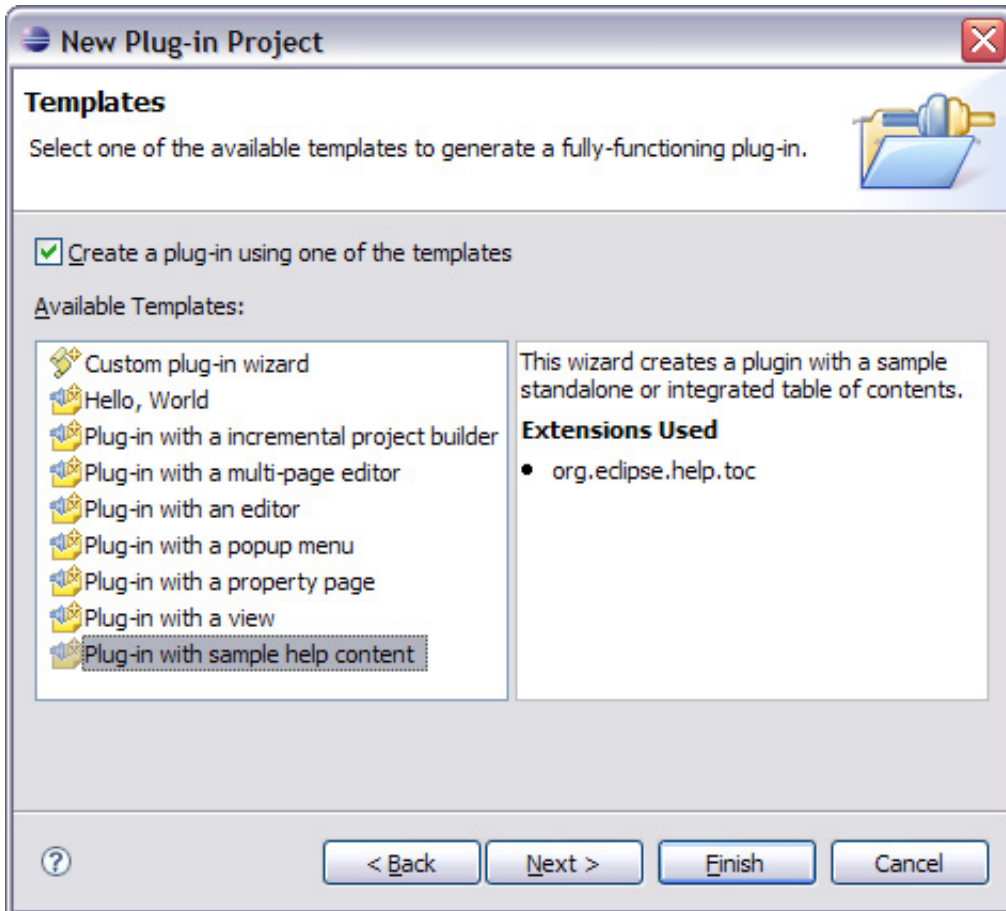 New Plug-in Project
Templates
Select one of the available templates to generate a fully-functioning plug-in.
Create a plug-in using one of the templates
Available Templates:
Custom plug-in wizard
Hello, World
Plug-in with a incremental project builder
Plug-in with a multi-page editor
Plug-in with an editor
Plug-in with a popup menu
Plug-in with a property page
Plug-in with a view
Plug-in with sample help content
This wizard creates a plugin with a sample
standalone or integrated table of contents.
Extensions Used
• org.eclipse.help.toc
?
< Back
Next >
Finish
Cancel